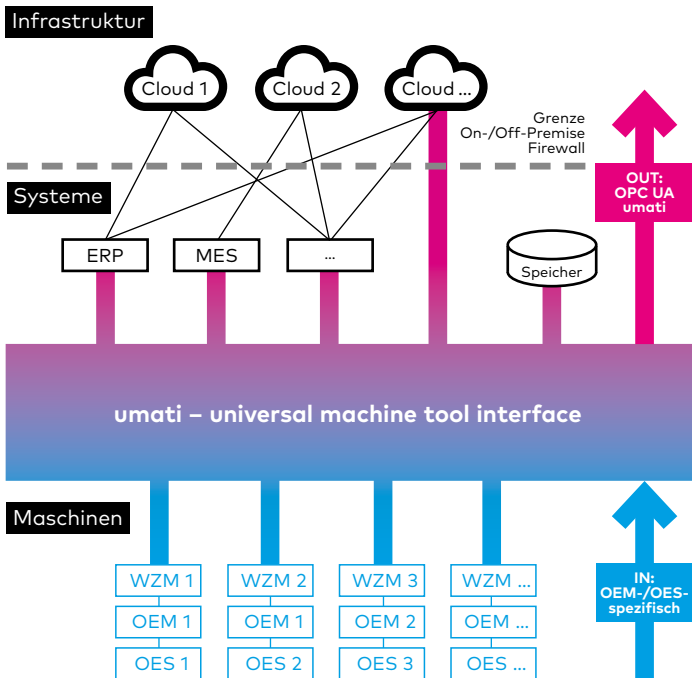 Infrastruktur
Cloud 1
Cloud 2
Cloud ...
Grenze
On-/Off-Premise
Firewall
OUT:
OPC UA
umati
Systeme
ERP
MES
...
Speicher
umati – universal machine tool interface
Maschinen
WZM 1
WZM 2
WZM 3
WZM ...
OEM 1
OEM 1
OEM 2
OEM ...
OES 1
OES 2
OES 3
OES ...
IN:
OEM-/OES-
spezifisch